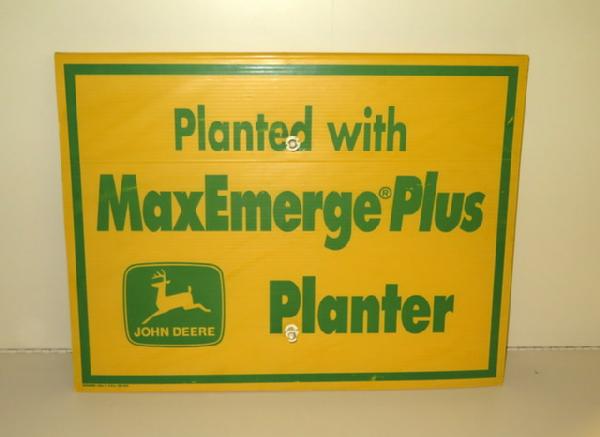 Planted with
MaxEmerge® Plus
Planter
JOHN DEERE